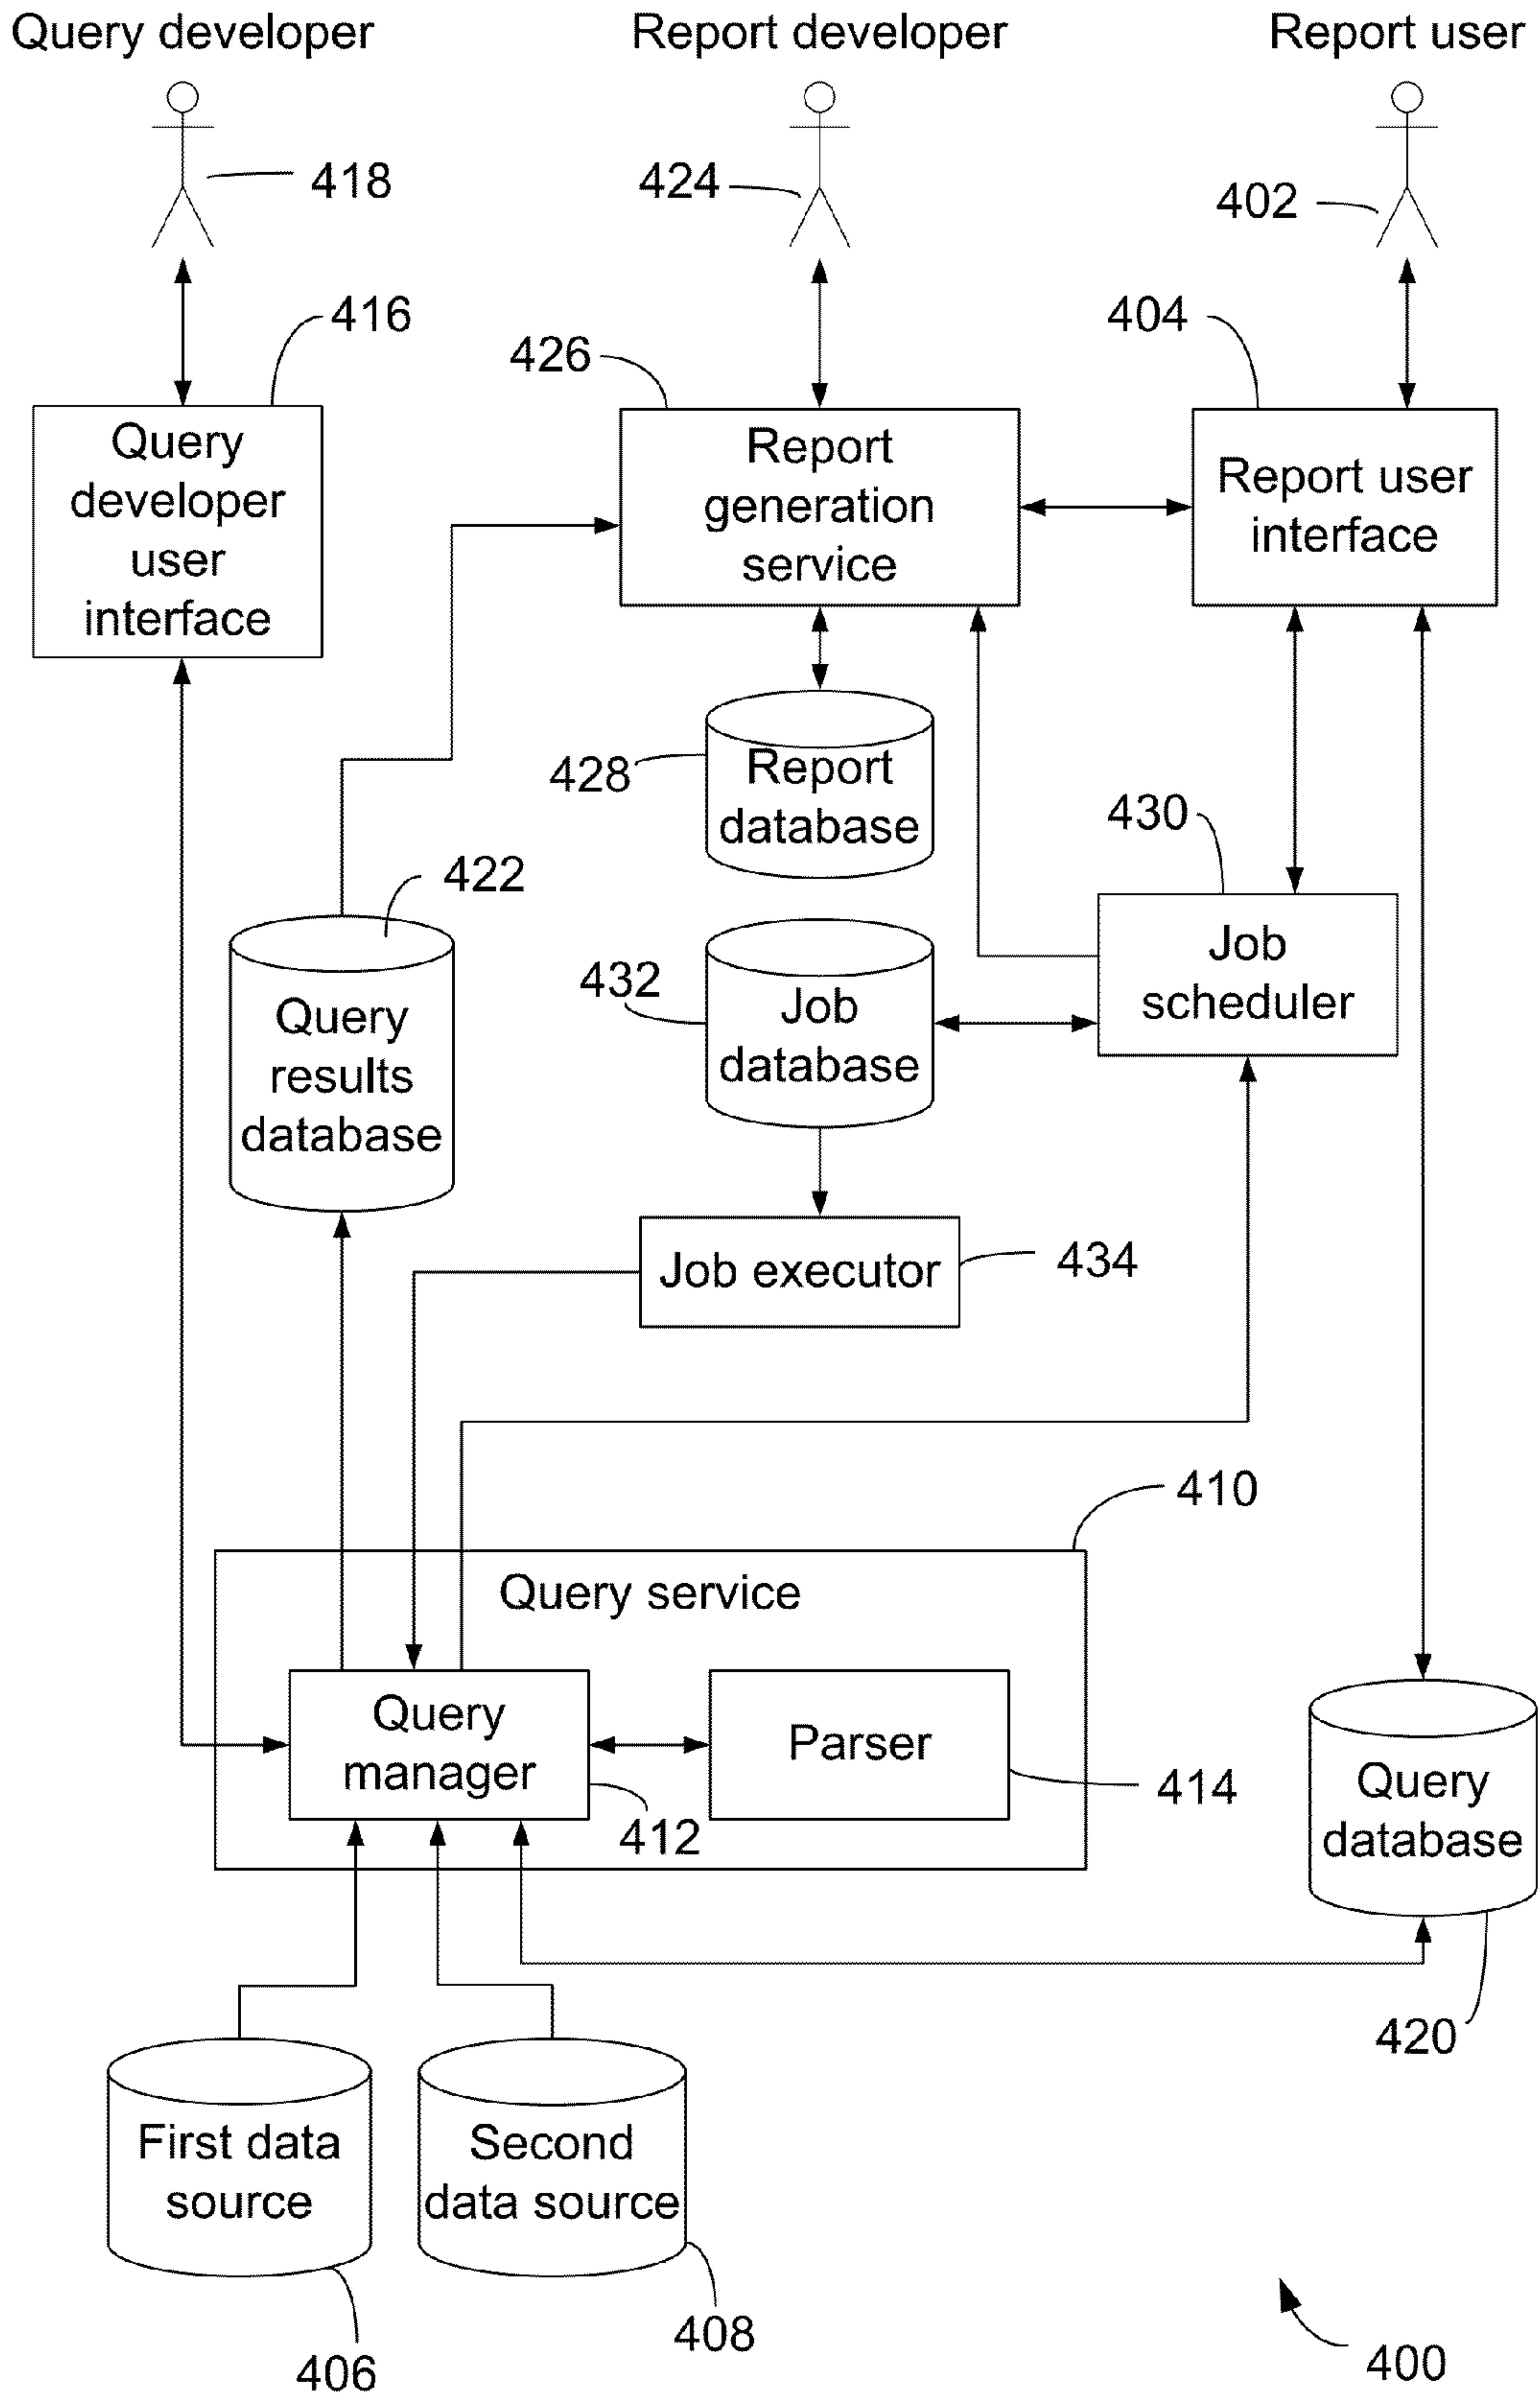 Query developer
Report developer
Report user
418
424
402
416
426
404
Query
developer
user
interface
Report
generation
service
Report user
interface
428
Report
database
430
422
432
Job
database
Job
scheduler
Query
results
database
Job executor
434
410
Query service
Query
manager
Parser
414
412
Query
database
420
First data
source
Second
data source
408
406
400